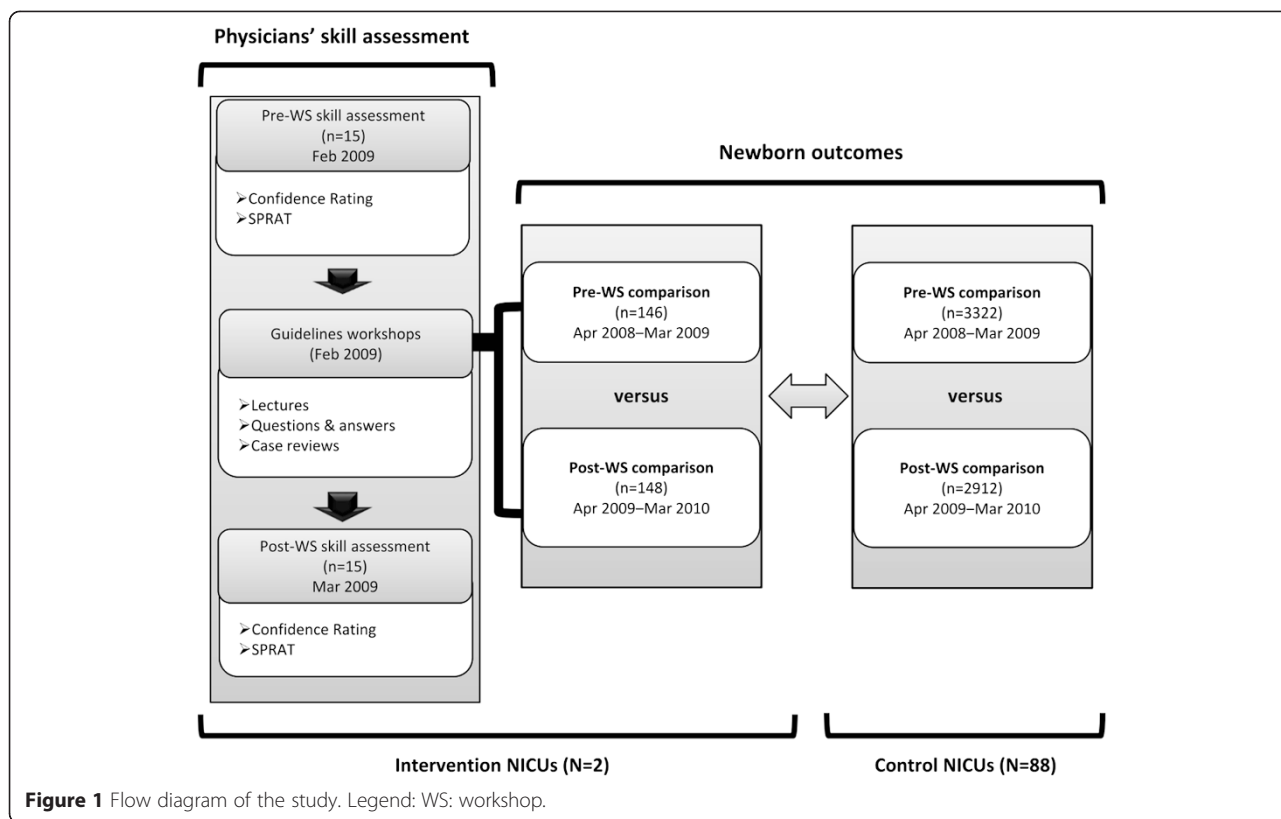 Physicians' skill assessment
Pre-WS skill assessment
(n=15)
Feb 2009
➢Confidence Rating
➢SPRAT
Guidelines workshops
(Feb 2009)
➢Lectures
➢Questions & answers
➢Case reviews
Post-WS skill assessment
(n=15)
Mar 2009
➢Confidence Rating
➢SPRAT
Newborn outcomes
Pre-WS comparison
(n=146)
Apr 2008–Mar 2009
versus
Post-WS comparison
(n=148)
Apr 2009–Mar 2010
Pre-WS comparison
(n=3322)
Apr 2008–Mar 2009
versus
Post-WS comparison
(n=2912)
Apr 2009–Mar 2010
Intervention NICUs (N=2)
Control NICUs (N=88)
Figure 1 Flow diagram of the study. Legend: WS: workshop.